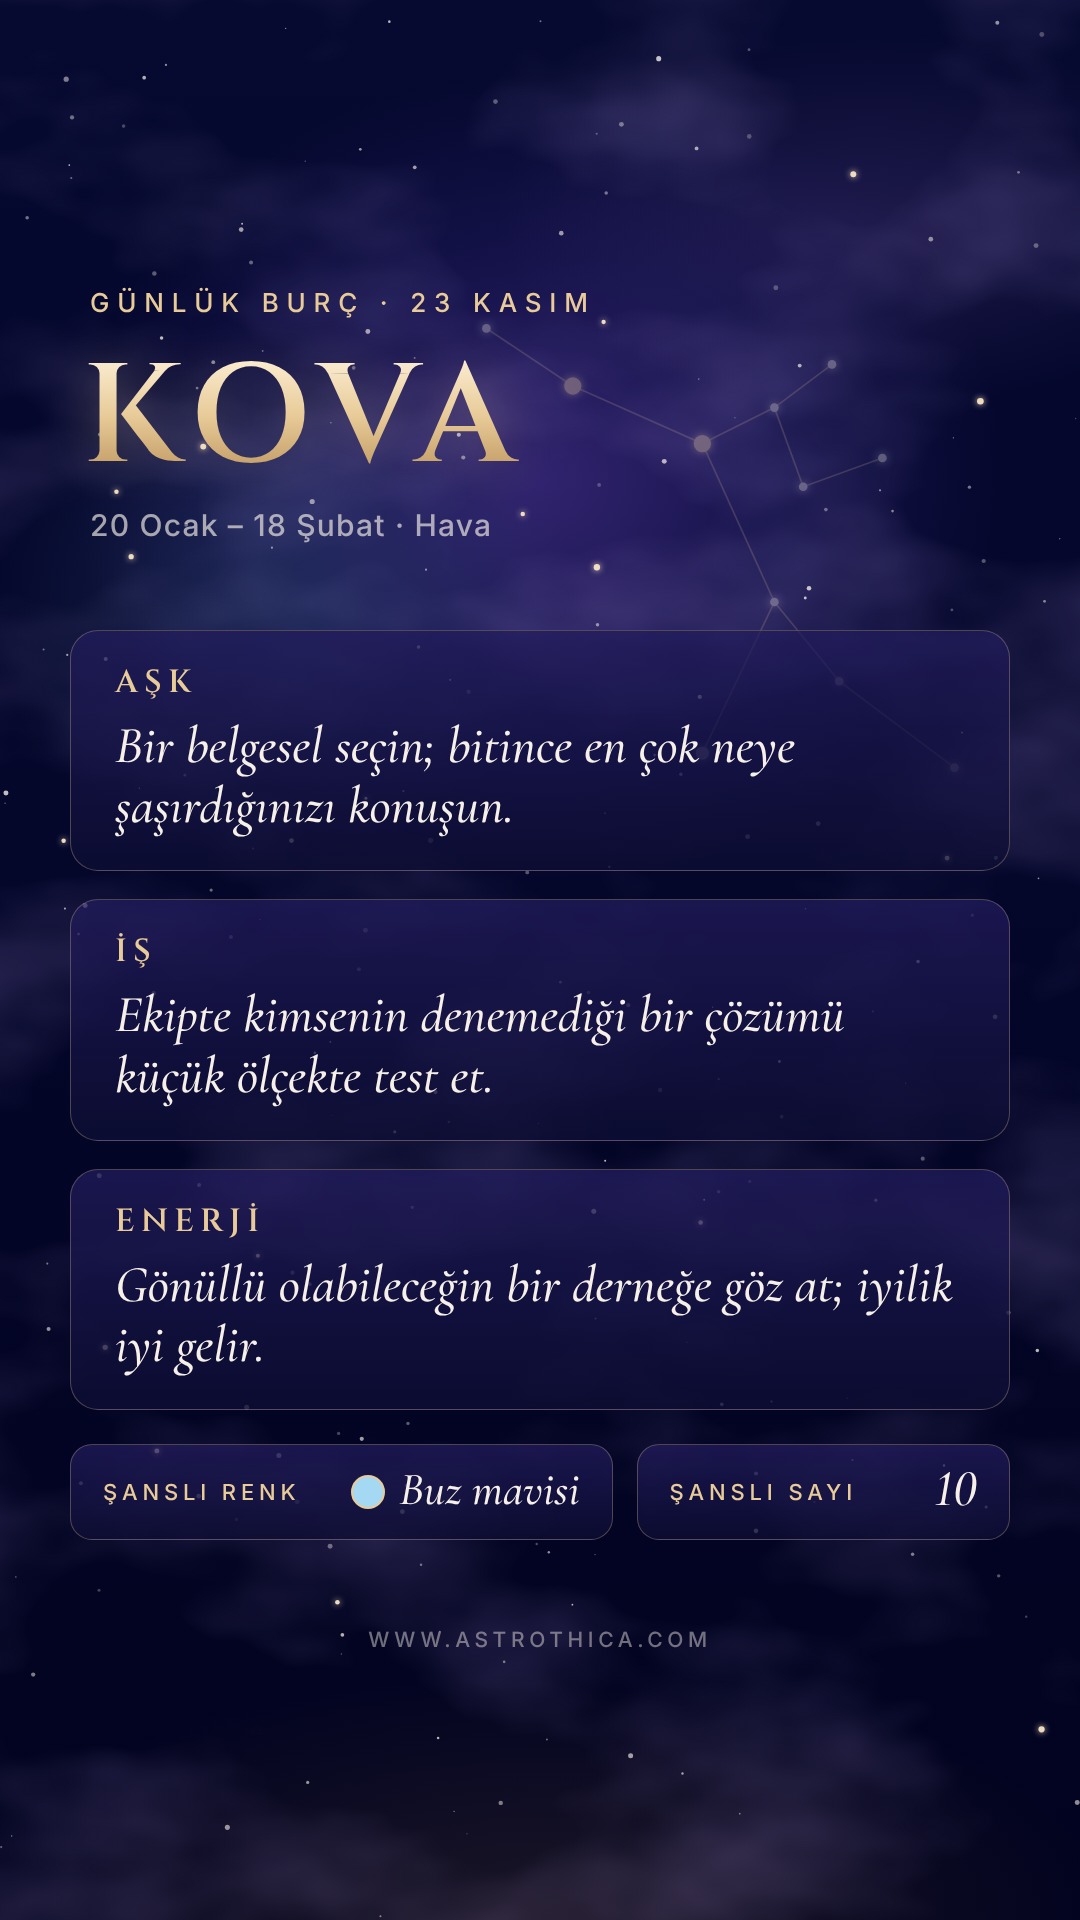 GÜNLÜK BURÇ · 23 KASIM
KOVA
20 Ocak – 18 Şubat · Hava
AŞK
Bir belgesel seçin; bitince en çok neye
şaşırdığınızı konuşun.
İŞ
Ekipte kimsenin denemediği bir çözümü
küçük ölçekte test et.
ENERJİ
Gönüllü olabileceğin bir derneğe göz at; iyilik
iyi gelir.
ŞANSLI RENK Buz mavisi
ŞANSLI SAYI 10
WWW.ASTROTHICA.COM